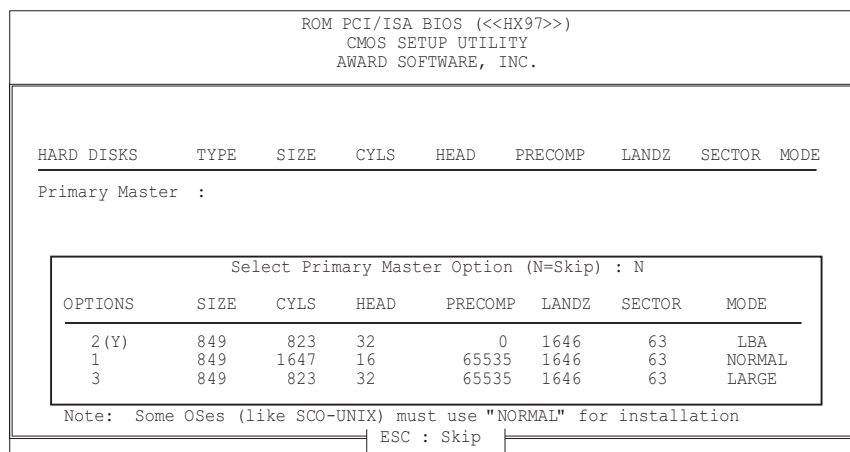 ROM PCI/ISA BIOS (<<HX97>>)
CMOS SETUP UTILITY
AWARD SOFTWARE, INC.
HARD DISKS TYPE SIZE CYLS HEAD PRECOMP LANDZ SECTOR MODE
Primary Master :
Select Primary Master Option (N=Skip) : N
OPTIONS SIZE CYLS HEAD PRECOMP LANDZ SECTOR MODE
2(Y) 849 823 32 0 1646 63 LBA
1 849 1647 16 65535 1646 63 NORMAL
3 849 823 32 65535 1646 63 LARGE
Note: Some OSes (like SCO-UNIX) must use "NORMAL" for installation
ESC : Skip